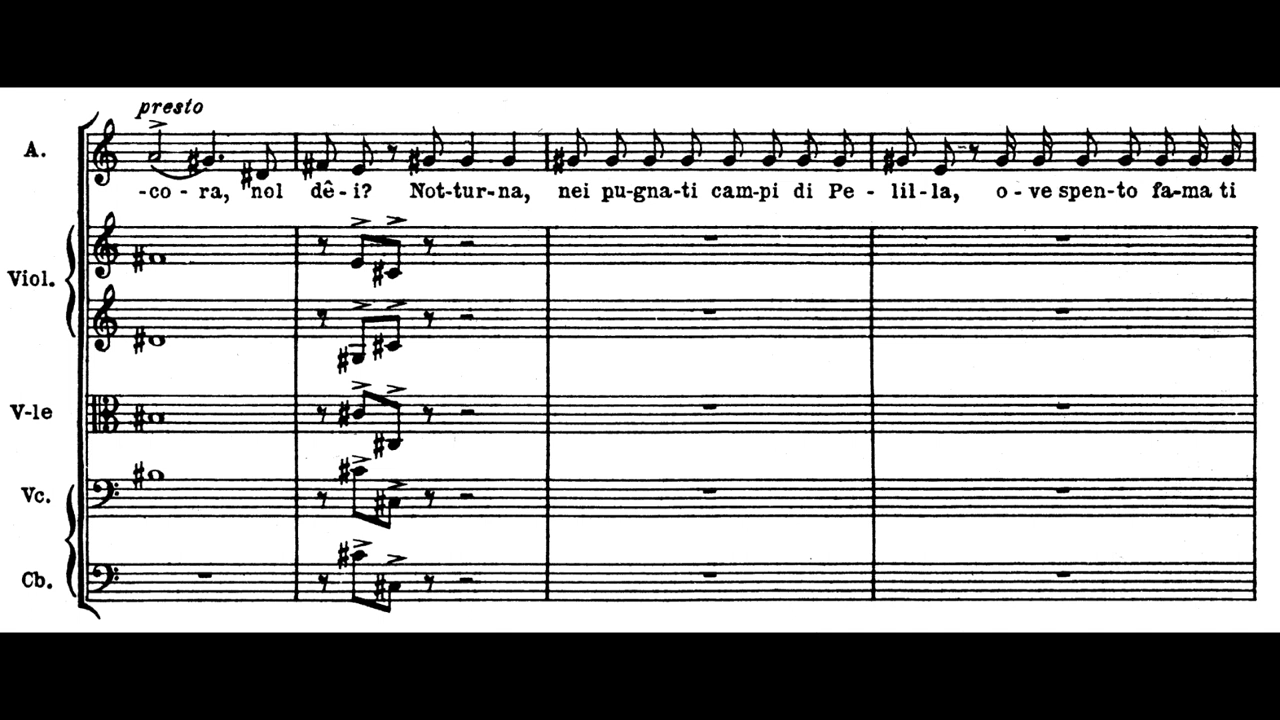 presto
A.
-co - ra, nol dê-i? Not-tur-na, nei pu-gna-ti cam-pi di Pe - lil-la, o-ve spen-to fa-ma ti
Viol.
V-le
Vc.
Cb.